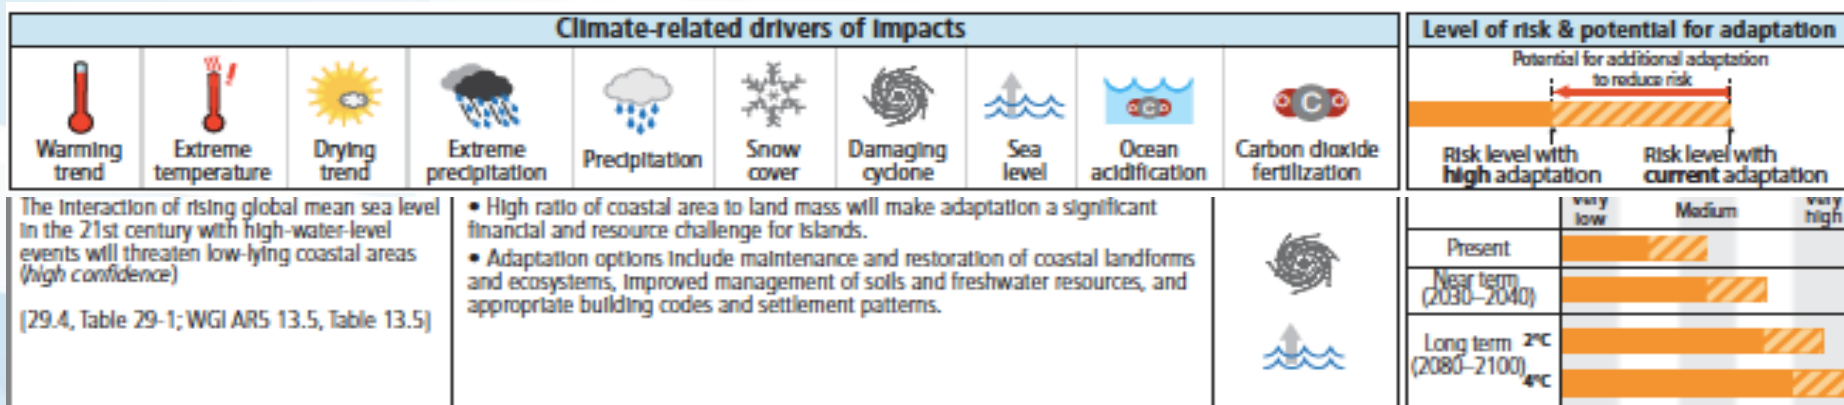 Climate-related drivers of impacts
Warming
trend
Extreme
temperature
Drying
trend
Extreme
precipitation
Precipitation
Snow
cover
Damaging
cyclone
Sea
level
Ocean
acidification
C
Carbon dioxide
fertilization
Level of risk & potential for adaptation
Potential for additional adaptation
to reduce risk
Risk level with
high adaptation
Risk level with
current adaptation
The interaction of rising global mean sea level
in the 21st century with high-water-level
events will threaten low-lying coastal areas
(high confidence)
[29.4, Table 29-1; WGI AR5 13.5, Table 13.5]
• High ratio of coastal area to land mass will make adaptation a significant
financial and resource challenge for islands.
• Adaptation options include maintenance and restoration of coastal landforms
and ecosystems, improved management of soils and freshwater resources, and
appropriate building codes and settlement patterns.
Very
low
Medium
Very
high
Present
Near term
(2030–2040)
Long term
(2080–2100)
2°C
4°C